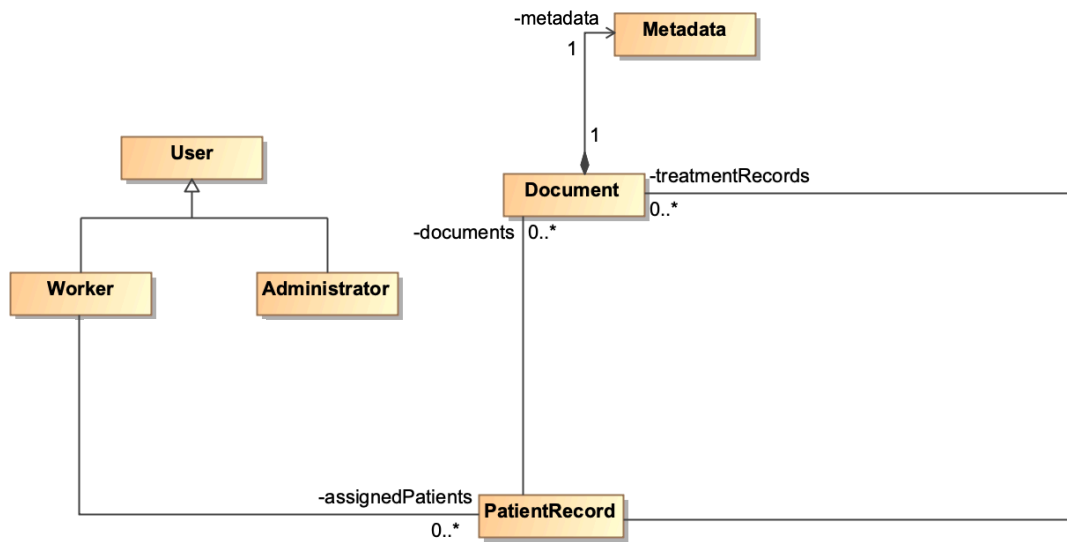 -metadata
Metadata
1
1
User
Document
-treatmentRecords
0..*
-documents
0..*
Worker
Administrator
-assignedPatients
0..*
PatientRecord